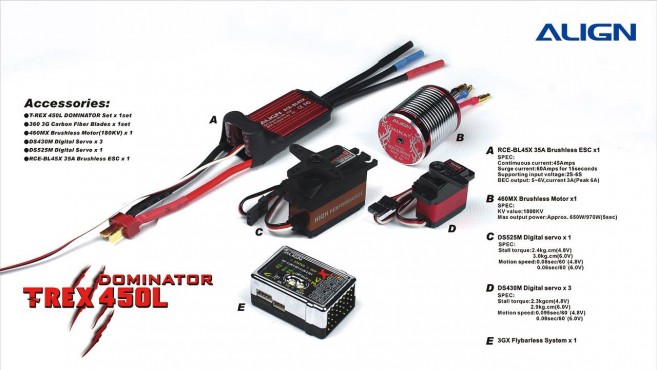 ALIGN
Accessories:
●T-REX 450L DOMINATOR Set x 1set
●360 3G Carbon Fiber Blades x 1set
●460MX Brushless Motor(180KV) x 1
●DS430M Digital Servo x 3
●DS525M Digital Servo x 1
●RCE-BL45X 35A Brushless ESC x 1
A
ALIGN
B
C
HIGH PERFORMANCE
D
E
DOMINATOR
T-REX 450L
A RCE-BL45X 35A Brushless ESC x1
SPEC:
Continuous current:45Amps
Surge current:60Amps for 15seconds
Supporting input voltage:2S-6S
BEC output: 5~6V,current 3A(Peak 6A)
B 460MX Brushless Motor x1
SPEC:
KV value:1800KV
Max output power:Approx. 650W/970W(5sec)
C DS525M Digital servo x 1
SPEC:
Stall torque:2.4kg.cm(4.8V)
3.0kg.cm(6.0V)
Motion speed:0.08sec/60˚(4.8V)
0.06sec/60˚(6.0V)
D DS430M Digital servo x 3
SPEC:
Stall torque:2.3kgcm(4.8V)
2.9kg.cm(6.0V)
Motion speed:0.095sec/60˚(4.8V)
0.08sec/60˚(6.0V)
E 3GX Flybarless System x 1